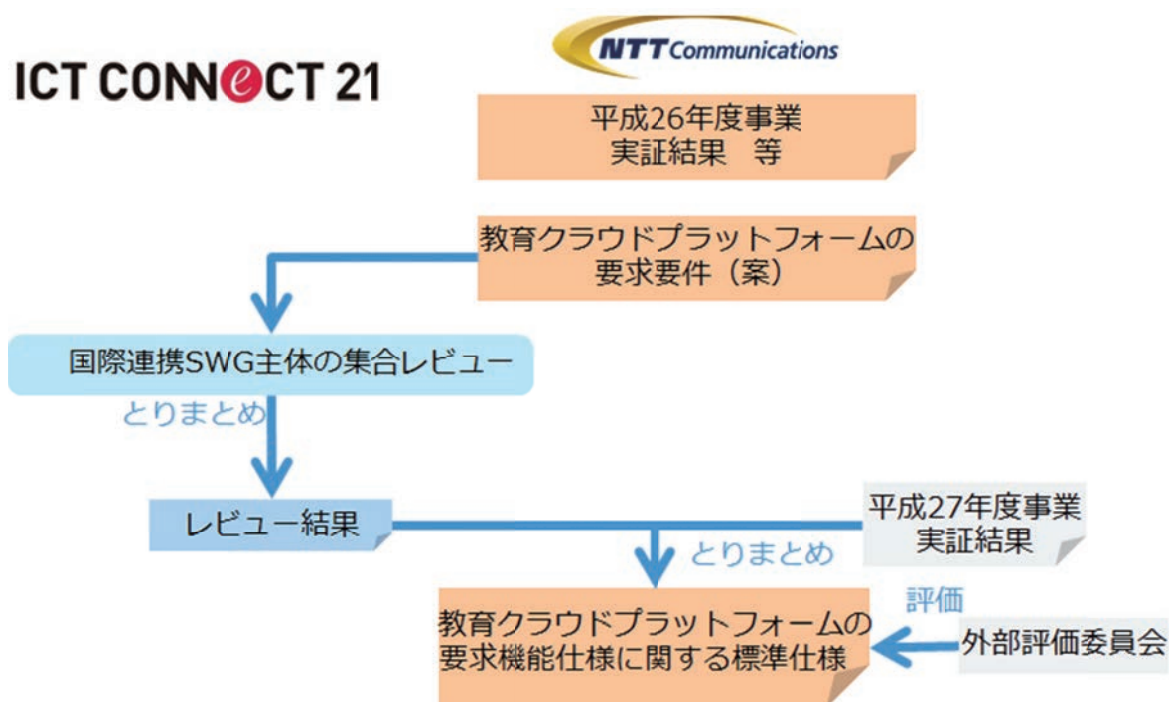 ICT CONNeCT 21
NTT Communications
平成26年度事業
実証結果　等
教育クラウドプラットフォームの
要求要件（案）
国際連携SWG主体の集合レビュー
とりまとめ
レビュー結果
平成27年度事業
実証結果
とりまとめ
教育クラウドプラットフォームの
要求機能仕様に関する標準仕様
評価
外部評価委員会